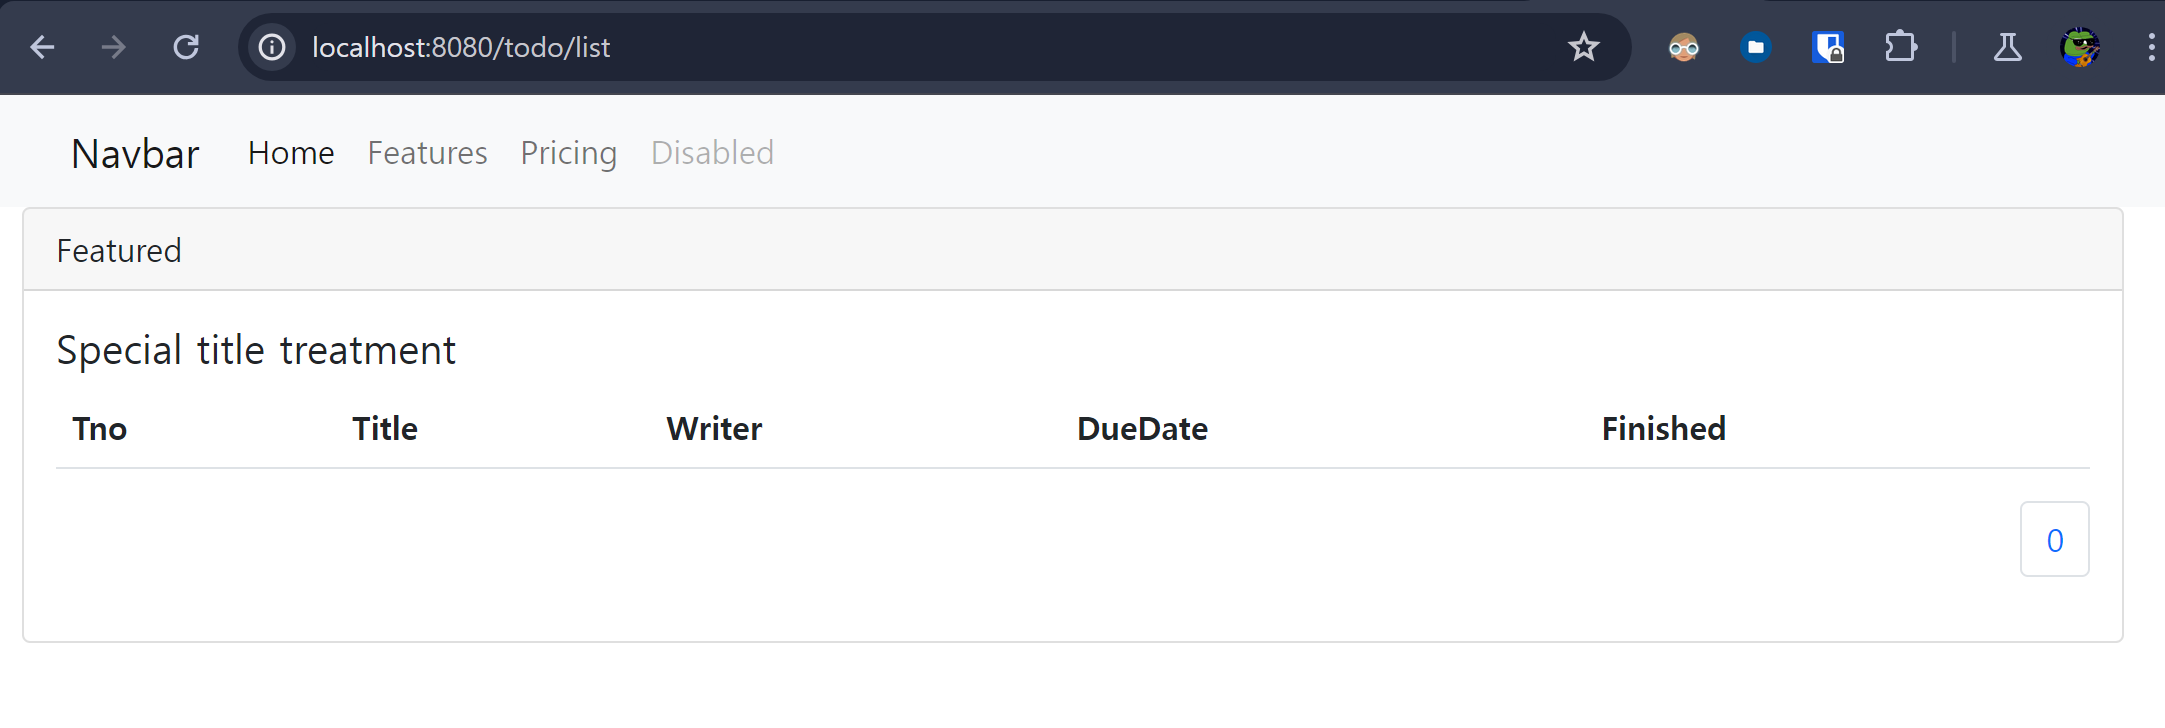 localhost:8080/todo/list
Navbar Home Features Pricing Disabled
Featured
Special title treatment
Tno Title Writer DueDate Finished
0